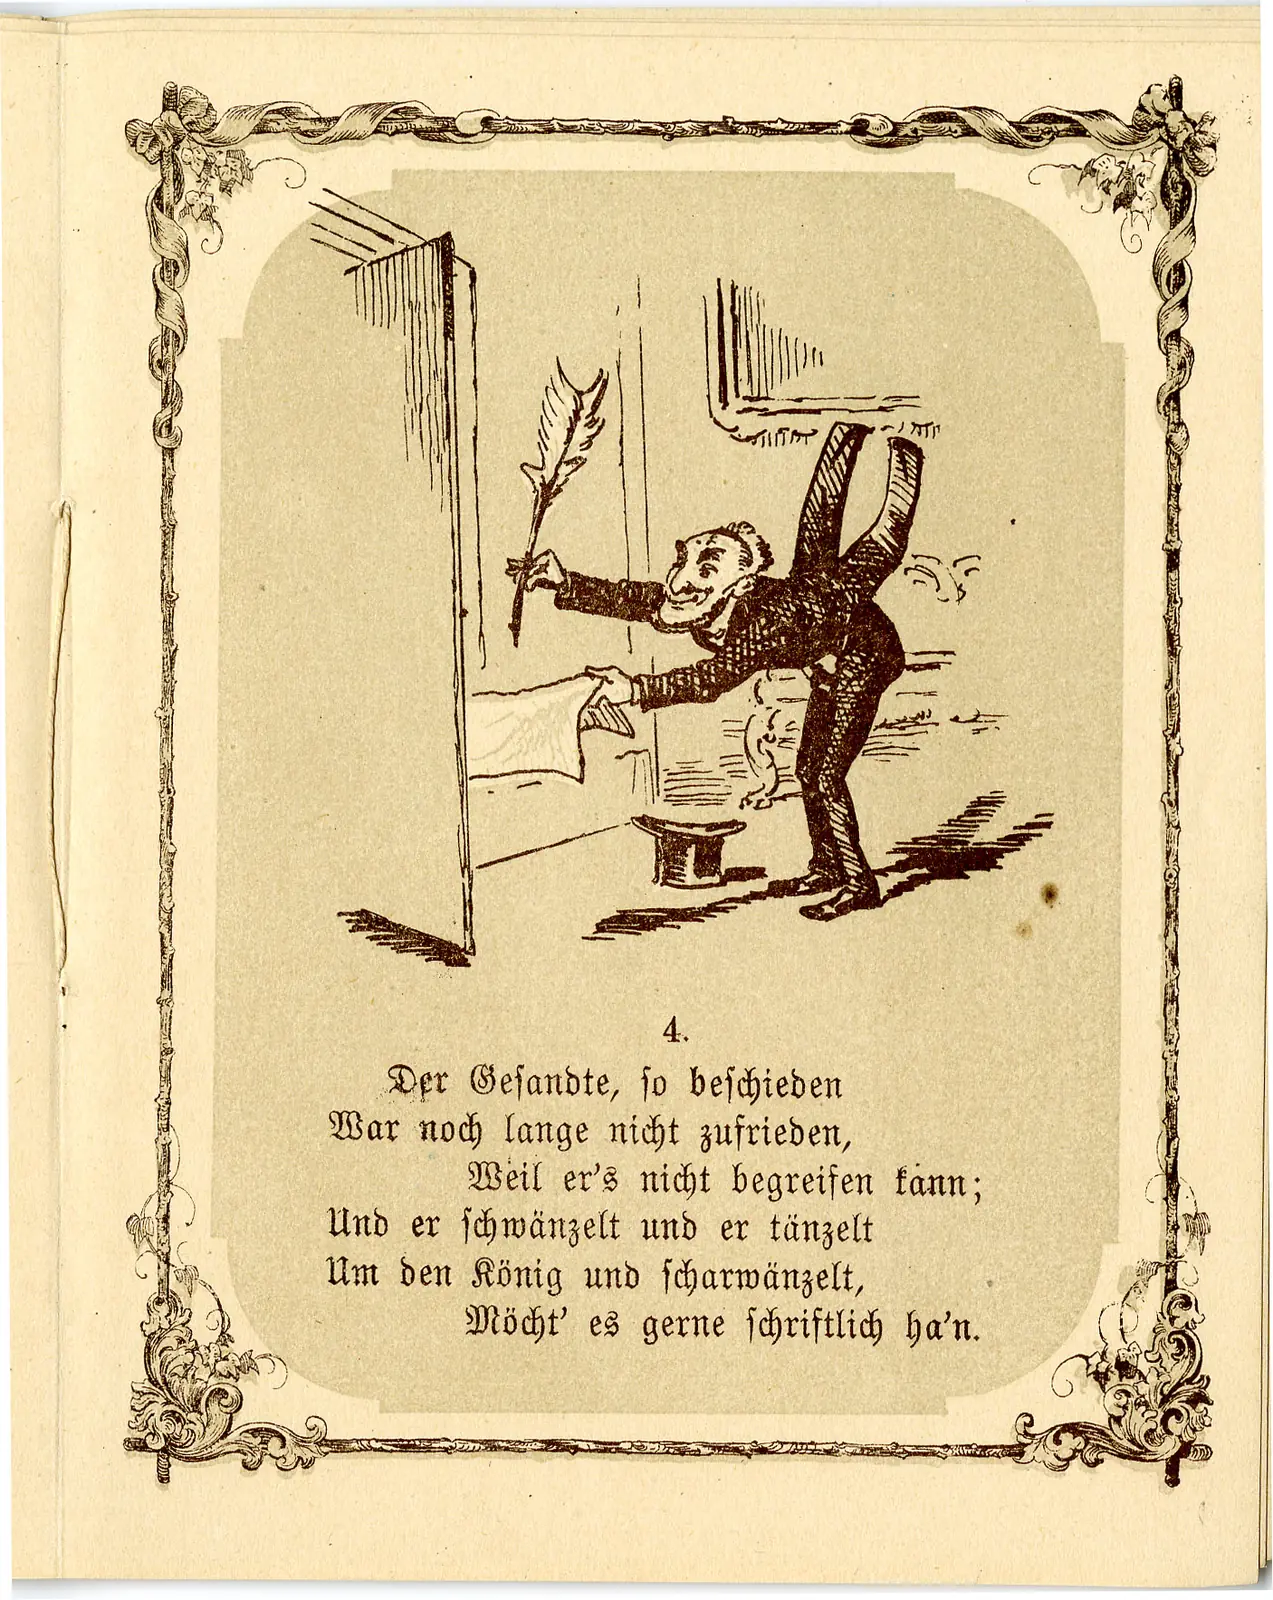 4.
Der Gesandte, so beschieden
War noch lange nicht zufrieden,
Weil er's nicht begreifen kann;
Und er schwänzelt und er tänzelt
Um den König und scharwänzelt,
Möcht' es gerne schriftlich ha'n.